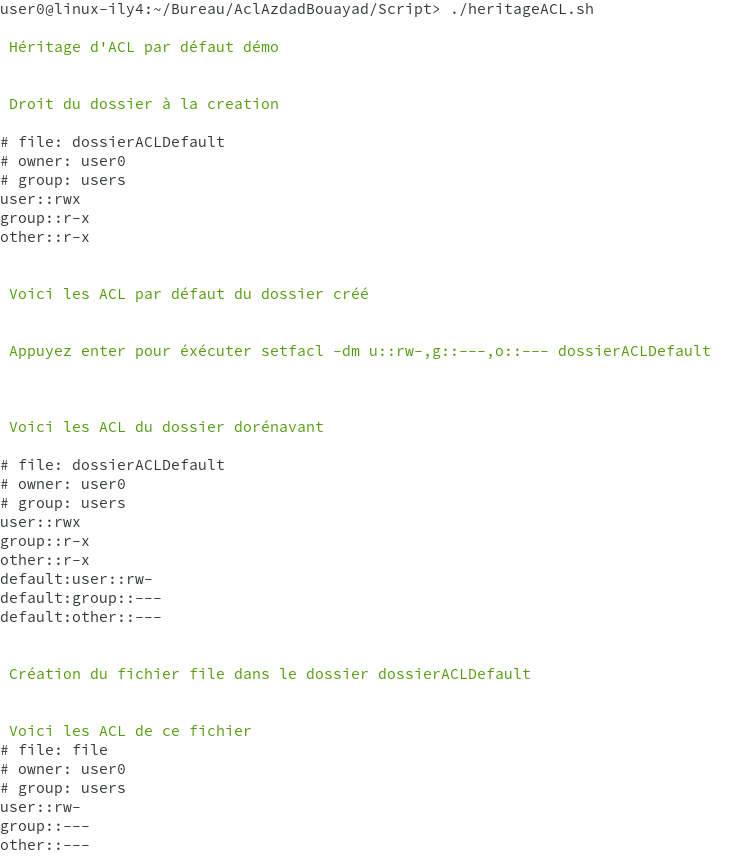 user0@linux-ily4:~/Bureau/AclAzdadBouayad/Script> ./heritageACL.sh
Héritage d'ACL par défaut démo
Droit du dossier à la creation
# file: dossierACLDefault
# owner: user0
# group: users
user::rwx
group::r-x
other::r-x
Voici les ACL par défaut du dossier créé
Appuyez enter pour éxécuter setfacl -dm u::rw-,g::---,o::--- dossierACLDefault
Voici les ACL du dossier dorénavant
# file: dossierACLDefault
# owner: user0
# group: users
user::rwx
group::r-x
other::r-x
default:user::rw-
default:group::---
default:other::---
Création du fichier file dans le dossier dossierACLDefault
Voici les ACL de ce fichier
# file: file
# owner: user0
# group: users
user::rw-
group::---
other::---